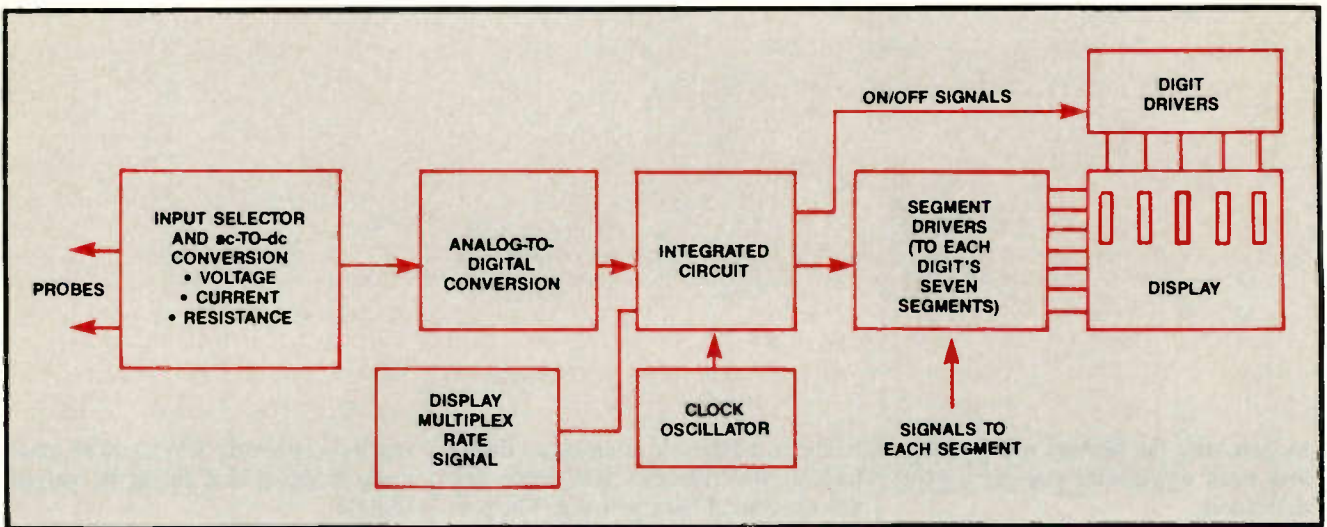 ON/OFF SIGNALS
DIGIT
DRIVERS
PROBES
INPUT SELECTOR
AND ac-TO-dc
CONVERSION
• VOLTAGE
• CURRENT
• RESISTANCE
ANALOG-TO-
DIGITAL
CONVERSION
INTEGRATED
CIRCUIT
SEGMENT
DRIVERS
(TO EACH
DIGIT'S
SEVEN
SEGMENTS)
DISPLAY
DISPLAY
MULTIPLEX
RATE
SIGNAL
CLOCK
OSCILLATOR
SIGNALS TO
EACH SEGMENT